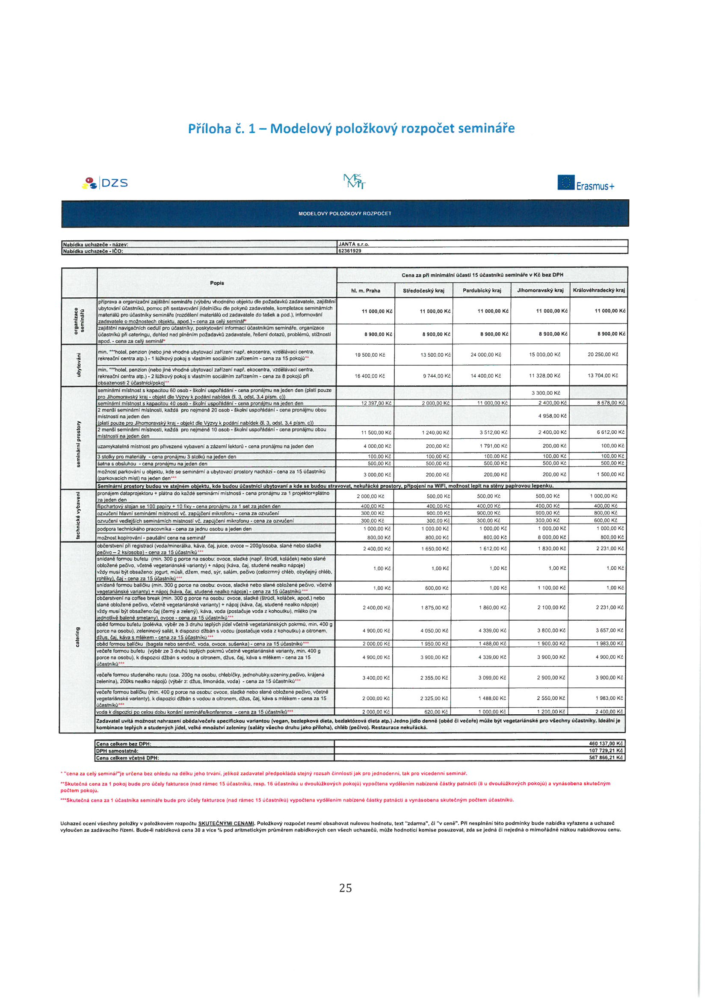 Příloha č. 1 – Modelový položkový rozpočet semináře
DZS
MŠMT
Erasmus+
MODELOVÝ POLOŽKOVÝ ROZPOČET
Nabídka uchazeče - název: JANTA s.r.o.
Nabídka uchazeče - IČO: 62361929
Popis
Cena za při minimální účasti 15 účastníků semináře v Kč bez DPH
hl. m. Praha Středočeský kraj Pardubický kraj Jihomoravský kraj Královéhradecký kraj
organizace seminářů
příprava a organizační zajištění semináře (výběru vhodného objektu dle požadavků zadavatele, zajištění
ubytování účastníků, pomoc při sestavování jídelníčku dle pokynů zadavatele, kompletace seminárních
materiálů pro účastníky semináře (rozdělení materiálů od zadavatele do tašek a pod.), informování
zadavatele o možnostech objektu, apod.) - cena za celý seminář*
11 000,00 Kč 11 000,00 Kč 11 000,00 Kč 11 000,00 Kč 11 000,00 Kč
zajištění navigačních cedulí pro účastníky, poskytování informací účastníkům semináře, organizace
účastníků při cateringu, dohled nad plněním požadavků zadavatele, řešení dotazů, problémů, stížností
apod. - cena za celý seminář*
8 900,00 Kč 8 900,00 Kč 8 900,00 Kč 8 900,00 Kč 8 900,00 Kč
ubytování
min. ***hotel, penzion (nebo jiné vhodné ubytovací zařízení např. ekocentra, vzdělávací centra,
rekreační centra atp.) - 1 lůžkový pokoj s vlastním sociálním zařízením - cena za 15 pokojů**
19 500,00 Kč 13 500,00 Kč 24 000,00 Kč 15 000,00 Kč 20 250,00 Kč
min. ***hotel, penzion (nebo jiné vhodné ubytovací zařízení např. ekocentra, vzdělávací centra,
rekreační centra atp.) - 2 lůžkový pokoj s vlastním sociálním zařízením - cena za 8 pokojů při
obsazenosti 2 účastníci/pokoj**
16 400,00 Kč 9 744,00 Kč 14 400,00 Kč 11 328,00 Kč 13 704,00 Kč
seminární prostory
seminární místnost s kapacitou 60 osob - školní uspořádání - cena pronájmu na jeden den (platí pouze
pro Jihomoravský kraj - objekt dle Výzvy k podání nabídek čl. 3, odst. 3.4 písm. c))
3 300,00 Kč
seminární místnost s kapacitou 40 osob - školní uspořádání - cena pronájmu na jeden den 12 397,00 Kč 2 000,00 Kč 11 000,00 Kč 2 400,00 Kč 8 678,00 Kč
2 menší seminární místnosti, každá pro nejméně 20 osob - školní uspořádání - cena pronájmu obou
místností na jeden den
(platí pouze pro Jihomoravský kraj - objekt dle Výzvy k podání nabídek čl. 3, odst. 3.4 písm. c))
4 958,00 Kč
2 menší seminární místnosti, každá pro nejméně 10 osob - školní uspořádání - cena pronájmu obou
místností na jeden den
11 500,00 Kč 1 240,00 Kč 3 512,00 Kč 2 400,00 Kč 6 612,00 Kč
uzamykatelná místnost pro přivezené vybavení a zázemí lektorů - cena pronájmu na jeden den 4 000,00 Kč 200,00 Kč 1 791,00 Kč 200,00 Kč 100,00 Kč
3 stolky pro materiály - cena pronájmu 3 stolků na jeden den 100,00 Kč 100,00 Kč 100,00 Kč 100,00 Kč 100,00 Kč
šatna s obsluhou - cena pronájmu na jeden den 500,00 Kč 500,00 Kč 500,00 Kč 500,00 Kč 500,00 Kč
možnost parkování u objektu, kde se seminární a ubytovací prostory nachází - cena za 15 účastníků
(parkovacích míst) na jeden den***
3 000,00 Kč 200,00 Kč 200,00 Kč 200,00 Kč 1 500,00 Kč
Seminární prostory budou ve stejném objektu, kde budou účastníci ubytovaní a kde se budou stravovat, nekuřácké prostory, připojení na WIFI, možnost lepit na stěny papírovou lepenku.
technické vybavení
pronájem dataprojektoru + plátna do každé seminární místnosti - cena pronájmu za 1 projektor+plátno
za jeden den
2 000,00 Kč 500,00 Kč 500,00 Kč 500,00 Kč 1 000,00 Kč
flipchartový stojan se 100 papíry + 10 fixy - cena pronájmu za 1 set za jeden den 400,00 Kč 400,00 Kč 400,00 Kč 400,00 Kč 400,00 Kč
ozvučení hlavní seminární místnosti vč. zapůjčení mikrofonu - cena za ozvučení 300,00 Kč 900,00 Kč 900,00 Kč 900,00 Kč 800,00 Kč
ozvučení vedlejších seminárních místností vč. zapůjčení mikrofonu - cena za ozvučení 300,00 Kč 300,00 Kč 300,00 Kč 300,00 Kč 600,00 Kč
podpora technického pracovníka - cena za jednu osobu a jeden den 1 000,00 Kč 1 000,00 Kč 1 000,00 Kč 1 000,00 Kč 1 000,00 Kč
možnost kopírování - paušální cena na seminář 800,00 Kč 800,00 Kč 800,00 Kč 8 000,00 Kč 800,00 Kč
catering
občerstvení při registraci (voda/minerálka, káva, čaj, juice, ovoce – 200g/osoba, slané nebo sladké
pečivo – 2 ks/osoba) - cena za 15 účastníků***
2 400,00 Kč 1 650,00 Kč 1 612,00 Kč 1 830,00 Kč 2 231,00 Kč
snídaně formou bufetu (min. 300 g porce na osobu: ovoce, sladké (např. štrúdl, koláček) nebo slané
obložené pečivo, včetně vegetariánské varianty) + nápoj (káva, čaj, studené nealko nápoje)
vždy musí být obsaženo: jogurt, müsli, džem, med, sýr, salám, pečivo (celozrnný chléb, obyčejný chléb,
rohlíky), čaj - cena za 15 účastníků***
1,00 Kč 1,00 Kč 1,00 Kč 1,00 Kč 1,00 Kč
snídaně formou balíčku (min. 300 g porce na osobu: ovoce, sladké nebo slané obložené pečivo, včetně
vegetariánské varianty) + nápoj (káva, čaj, studené nealko nápoje) - cena za 15 účastníků***
1,00 Kč 600,00 Kč 1,00 Kč 1 100,00 Kč 1,00 Kč
občerstvení na coffee break (min. 300 g porce na osobu: ovoce, sladké (štrúdl, koláček, apod.) nebo
slané obložené pečivo, včetně vegetariánské varianty) + nápoj (káva, čaj, studené nealko nápoje)
vždy musí být obsaženo:čaj (černý a zelený), káva, voda (postačuje voda z kohoutku), mléko (ne
jednotlivě balené smetany), ovoce - cena za 15 účastníků***
2 400,00 Kč 1 875,00 Kč 1 860,00 Kč 2 100,00 Kč 2 231,00 Kč
oběd formou bufetu (polévka, výběr ze 3 druhů teplých jídel včetně vegetariánských pokrmů, min. 400 g
porce na osobu), zeleninový salát, k dispozici džbán s vodou (postačuje voda z kohoutku) a citronem,
džus, čaj, káva s mlékem - cena za 15 účastníků***
4 900,00 Kč 4 050,00 Kč 4 339,00 Kč 3 800,00 Kč 3 657,00 Kč
oběd formou balíčku (bageta nebo sendvič, voda, ovoce, sušenka) - cena za 15 účastníků*** 2 000,00 Kč 1 950,00 Kč 1 488,00 Kč 1 900,00 Kč 1 983,00 Kč
večeře formou bufetu (výběr ze 3 druhů teplých pokrmů včetně vegetariánské varianty, min. 400 g
porce na osobu), k dispozici džbán s vodou a citronem, džus, čaj, káva s mlékem - cena za 15
účastníků***
4 900,00 Kč 3 900,00 Kč 4 339,00 Kč 3 900,00 Kč 4 900,00 Kč
večeře formou studeného rautu (cca. 200g na osobu, chlebíčky, jednohubky,uzeniny,pečivo, krájená
zelenina), 200ks nealko nápojů (výběr z: džus, limonáda, voda) - cena za 15 účastníků***
3 400,00 Kč 2 355,00 Kč 3 099,00 Kč 2 900,00 Kč 3 900,00 Kč
večeře formou balíčku (min. 400 g porce na osobu: ovoce, sladké nebo slané obložené pečivo, včetně
vegetariánské varianty), k dispozici džbán s vodou a citronem, džus, čaj, káva s mlékem - cena za 15
účastníků***
2 000,00 Kč 2 325,00 Kč 1 488,00 Kč 2 550,00 Kč 1 983,00 Kč
voda k dispozici po celou dobu konání semináře/konference - cena za 15 účastníků*** 2 000,00 Kč 620,00 Kč 1 000,00 Kč 1 200,00 Kč 2 400,00 Kč
Zadavatel uvítá možnost nahrazení oběda/večeře specifickou variantou (vegan, bezlepková dieta, bezlaktózová dieta atp.) Jedno jídlo denně (oběd či večeře) může být vegetariánské pro všechny účastníky. Ideální je
kombinace teplých a studených jídel, velké množství zeleniny (saláty všecho druhu jako příloha), chléb (pečivo). Restaurace nekuřácká.
Cena celkem bez DPH: 460 137,00 Kč
DPH samostatně: 107 729,21 Kč
Cena celkem včetně DPH: 567 866,21 Kč
* "cena za celý seminář"je určena bez ohledu na délku jeho trvání, jelikož zadavatel předpokládá stejný rozsah činností jak pro jednodenní, tak pro vícedenní seminář.
**Skutečná cena za 1 pokoj bude pro účely fakturace (nad rámec 15 účastníků, resp. 16 účastníků u dvoulůžkových pokojů) vypočtena vydělením nabízené částky patnácti (8 u dvoulůžkových pokojů) a vynásobena skutečným
počtem pokojů.
***Skutečná cena za 1 účastníka semináře bude pro účely fakturace (nad rámec 15 účastníků) vypočtena vydělením nabízené částky patnácti a vynásobena skutečným počtem účastníků.
Uchazeč ocení všechny položky v položkovém rozpočtu SKUTEČNÝMI CENAMI. Položkový rozpočet nesmí obsahovat nulovou hodnotu, text "zdarma", či "v ceně". Při nesplnění této podmínky bude nabídka vyřazena a uchazeč
vyloučen ze zadávacího řízení. Bude-li nabídková cena 30 a více % pod aritmetickým průměrem nabídkových cen všech uchazečů, může hodnotící komise posuzovat, zda se jedná či nejedná o mimořádně nízkou nabídkovou cenu.
25